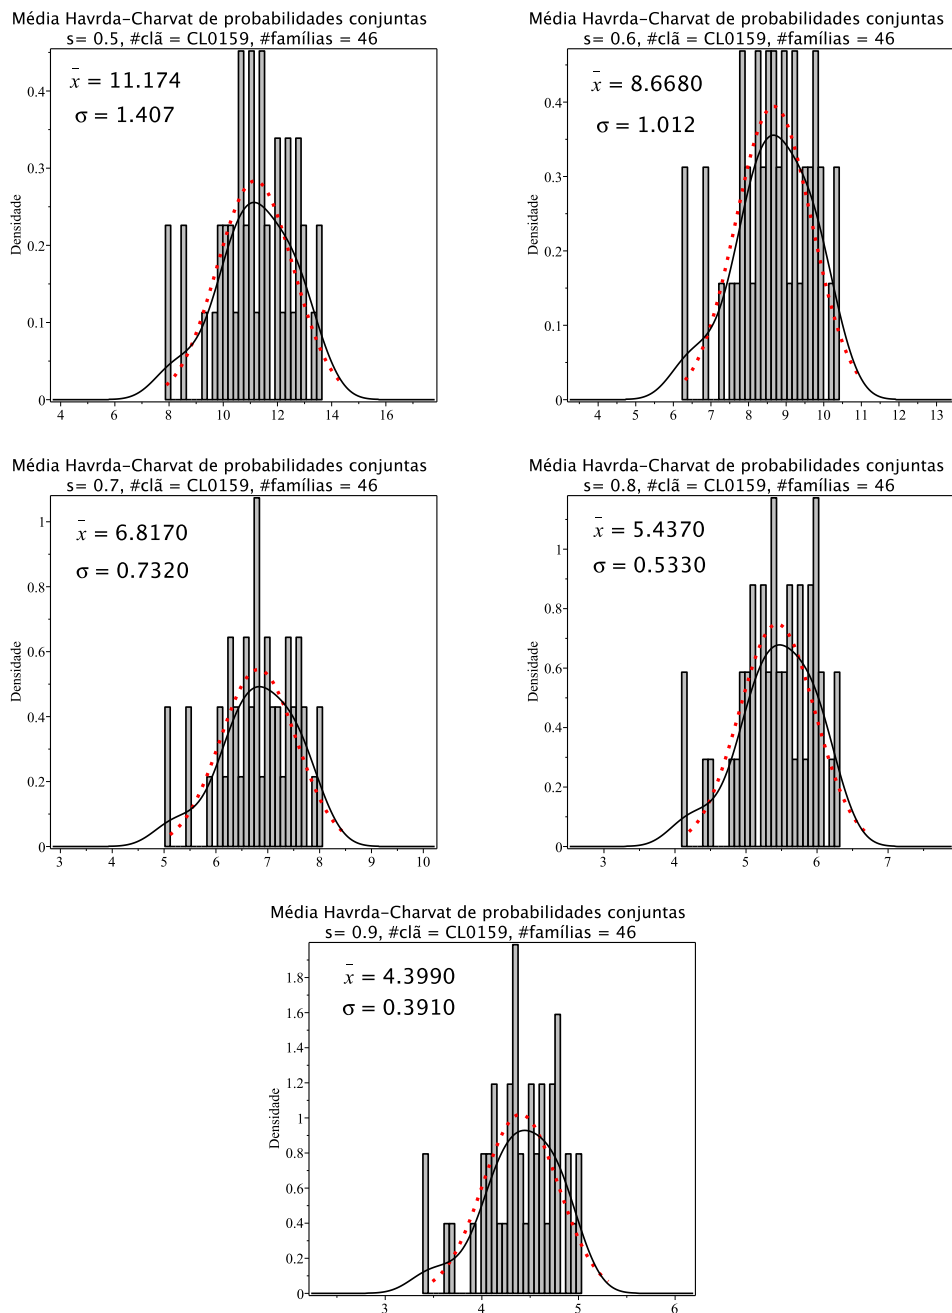 Média Havrda-Charvat de probabilidades conjuntas
s= 0.5, #clã = CL0159, #famílias = 46
x̄ = 11.174
σ = 1.407
Densidade
0.4
0.3
0.2
0.1
0
4 6 8 10 12 14 16
Média Havrda-Charvat de probabilidades conjuntas
s= 0.6, #clã = CL0159, #famílias = 46
x̄ = 8.6680
σ = 1.012
Densidade
0.4
0.3
0.2
0.1
0
4 5 6 7 8 9 10 11 12 13
Média Havrda-Charvat de probabilidades conjuntas
s= 0.7, #clã = CL0159, #famílias = 46
x̄ = 6.8170
σ = 0.7320
Densidade
1
0.8
0.6
0.4
0.2
0
3 4 5 6 7 8 9 10
Média Havrda-Charvat de probabilidades conjuntas
s= 0.8, #clã = CL0159, #famílias = 46
x̄ = 5.4370
σ = 0.5330
Densidade
1
0.8
0.6
0.4
0.2
0
3 4 5 6 7
Média Havrda-Charvat de probabilidades conjuntas
s= 0.9, #clã = CL0159, #famílias = 46
x̄ = 4.3990
σ = 0.3910
Densidade
1.8
1.6
1.4
1.2
1
0.8
0.6
0.4
0.2
0
3 4 5 6